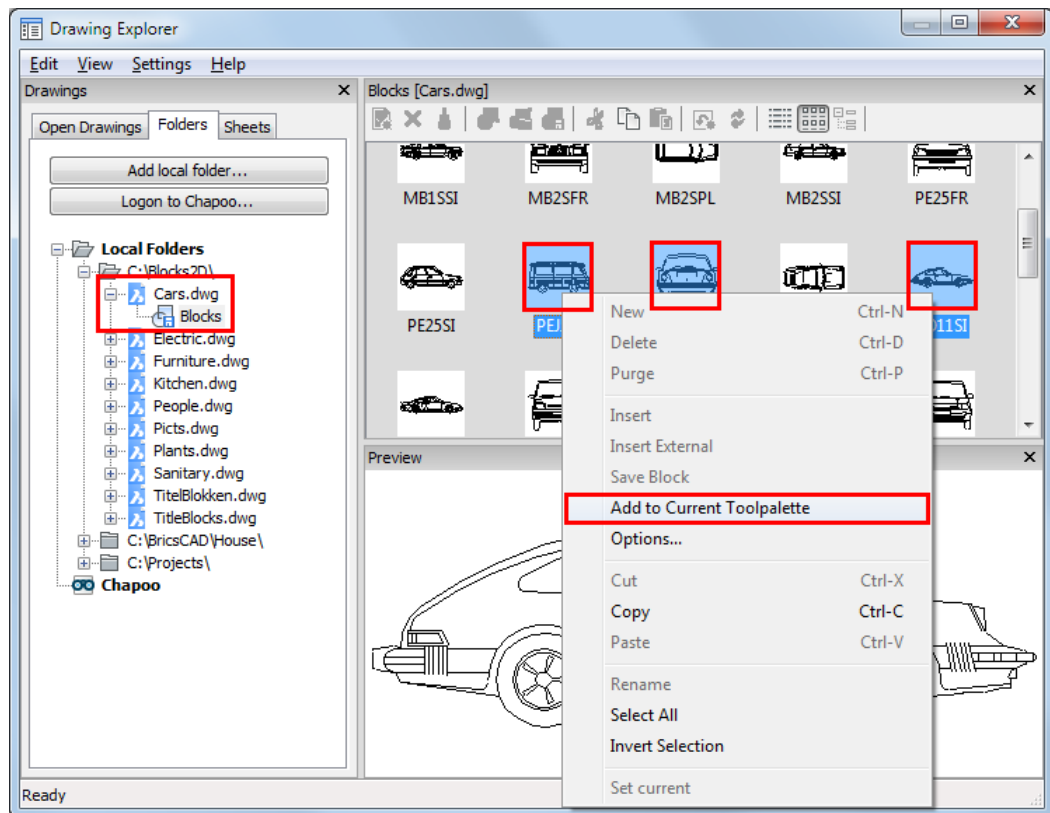 Drawing Explorer
Edit View Settings Help
Drawings
Open Drawings Folders Sheets
Add local folder...
Logon to Chapoo...
Local Folders
C:\Blocks2D\
Cars.dwg
Blocks
Electric.dwg
Furniture.dwg
Kitchen.dwg
People.dwg
Picts.dwg
Plants.dwg
Sanitary.dwg
TitelBlokken.dwg
TitleBlocks.dwg
C:\BricsCAD\House\
C:\Projects\
Chapoo
Blocks [Cars.dwg]
MB1SSI MB2SFR MB2SPL MB2SSI PE25FR
PE25SI
New Ctrl-N
Delete Ctrl-D
Purge Ctrl-P
Insert
Insert External
Save Block
Add to Current Toolpalette
Options...
Cut Ctrl-X
Copy Ctrl-C
Paste Ctrl-V
Rename
Select All
Invert Selection
Set current
Preview
Ready